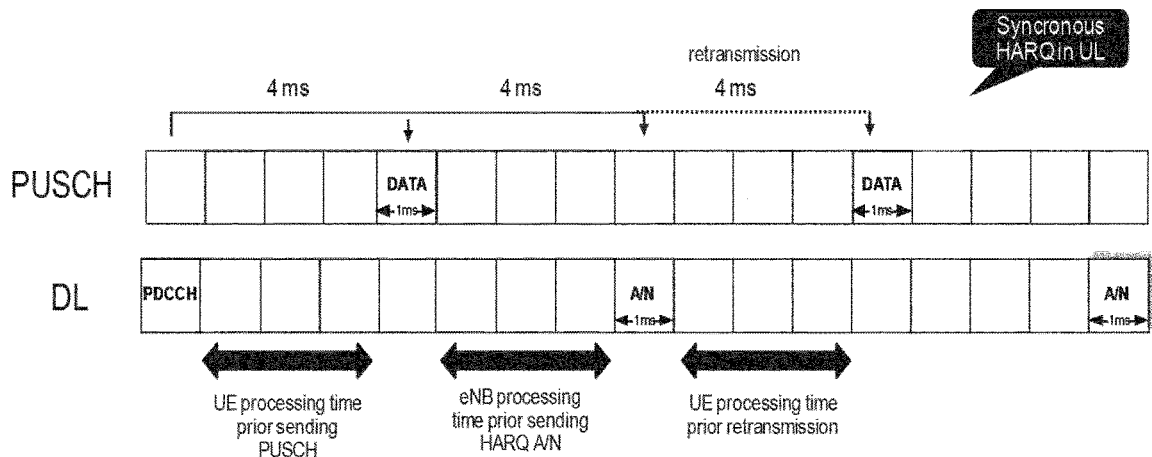 Syncronous
HARQ in UL
retransmission
4 ms
4 ms
4 ms
PUSCH
DATA
1ms
DATA
1ms
DL
PDCCH
A/N
1ms
A/N
1ms
UE processing time
prior sending
PUSCH
eNB processing
time prior sending
HARQ A/N
UE processing time
prior retransmission